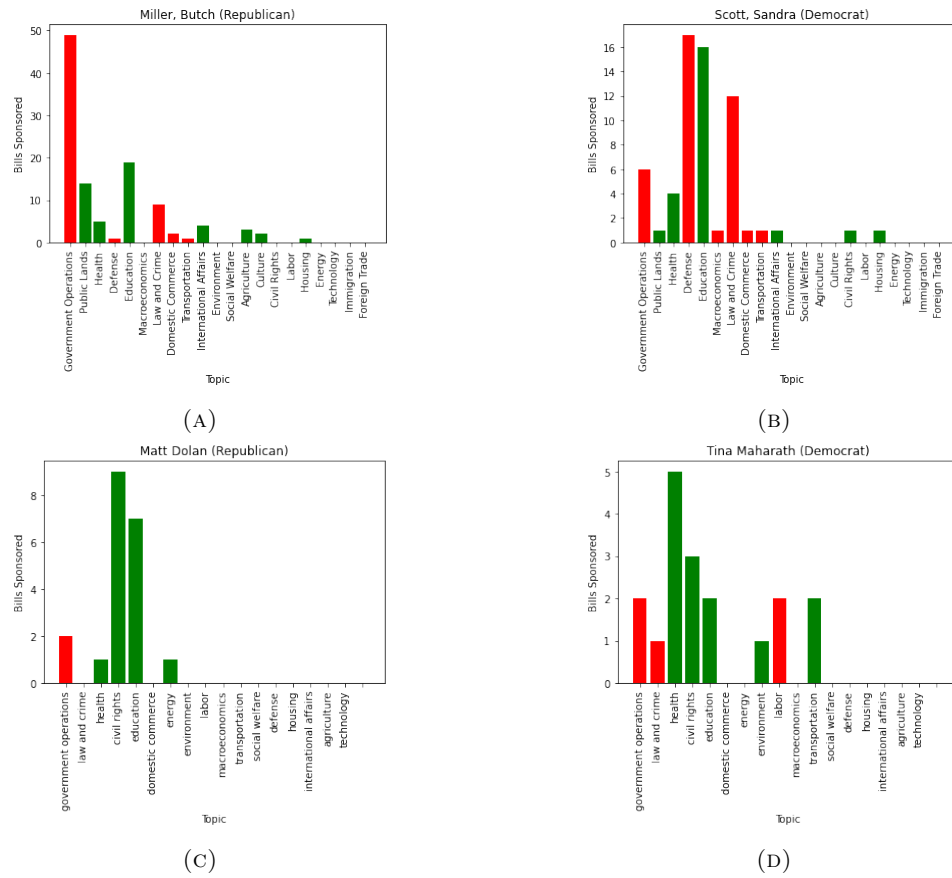 Miller, Butch (Republican)
50
40
30
20
10
0
Bills Sponsored
Government Operations
Public Lands
Health
Defense
Education
Macroeconomics
Law and Crime
Domestic Commerce
Transportation
International Affairs
Environment
Social Welfare
Agriculture
Culture
Civil Rights
Labor
Housing
Energy
Technology
Immigration
Foreign Trade
Topic
(A)
Scott, Sandra (Democrat)
16
14
12
10
8
6
4
2
0
Bills Sponsored
Government Operations
Public Lands
Health
Defense
Education
Macroeconomics
Law and Crime
Domestic Commerce
Transportation
International Affairs
Environment
Social Welfare
Agriculture
Culture
Civil Rights
Labor
Housing
Energy
Technology
Immigration
Foreign Trade
Topic
(B)
Matt Dolan (Republican)
8
6
4
2
0
Bills Sponsored
government operations
law and crime
health
civil rights
education
domestic commerce
energy
environment
labor
macroeconomics
transportation
social welfare
defense
housing
international affairs
agriculture
technology
Topic
(C)
Tina Maharath (Democrat)
5
4
3
2
1
0
Bills Sponsored
government operations
law and crime
health
civil rights
education
domestic commerce
energy
environment
labor
macroeconomics
transportation
social welfare
defense
housing
international affairs
agriculture
technology
Topic
(D)